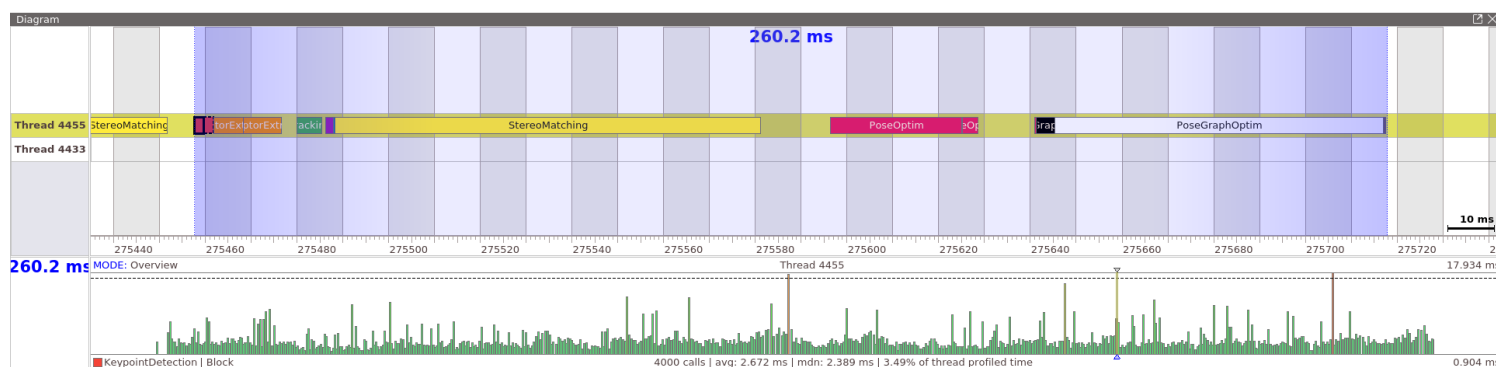 Diagram
260.2 ms
Thread 4455 StereoMatching torExtorExtr rackin StereoMatching PoseOptim eOp Grap PoseGraphOptim
Thread 4433
10 ms
275440 275460 275480 275500 275520 275540 275560 275580 275600 275620 275640 275660 275680 275700 275720 2
260.2 ms MODE: Overview Thread 4455 17.934 ms
KeypointDetection | Block 4000 calls | avg: 2.672 ms | mdn: 2.389 ms | 3.49% of thread profiled time 0.904 ms